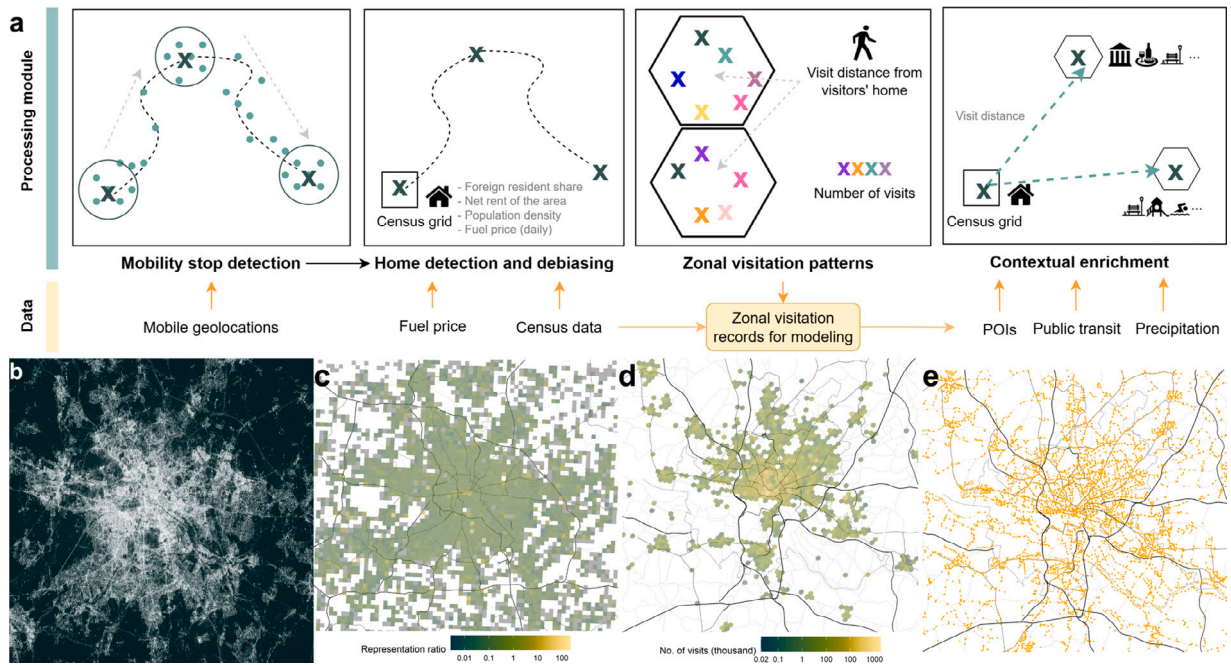 a
Processing module
Visit distance from
visitors' home
Number of visits
- Foreign resident share
- Net rent of the area
- Population density
- Fuel price (daily)
Census grid
Visit distance
...
...
Census grid
Mobility stop detection
Home detection and debiasing
Zonal visitation patterns
Contextual enrichment
Data
Mobile geolocations
Fuel price
Census data
Zonal visitation
records for modeling
POIs
Public transit
Precipitation
b
c
d
e
Representation ratio
0.01 0.1 1 10 100
No. of visits (thousand)
0.02 0.1 1 10 100 1000